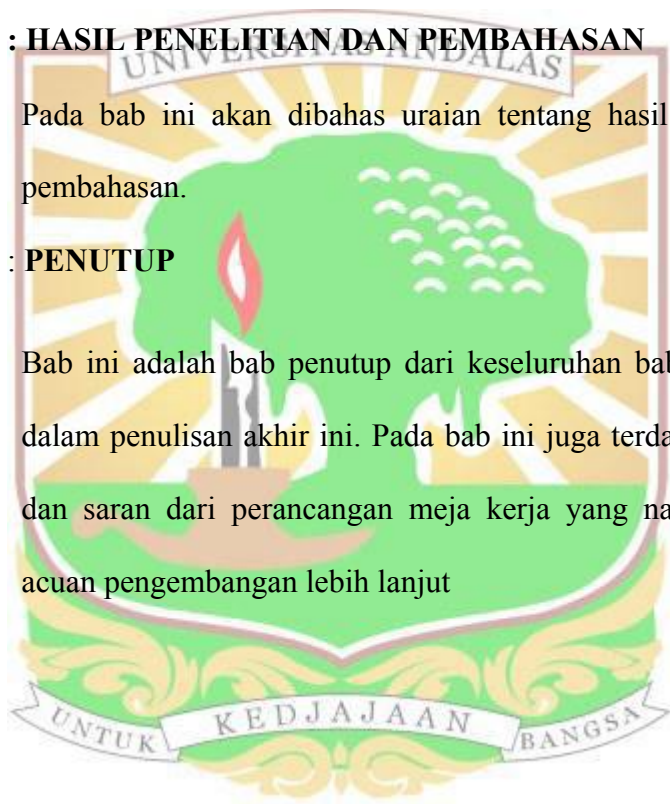 : HASIL PENELITIAN DAN PEMBAHASAN
UNIVERSITAS ANDALAS
Pada bab ini akan dibahas uraian tentang hasil
pembahasan.
: PENUTUP
Bab ini adalah bab penutup dari keseluruhan bab
dalam penulisan akhir ini. Pada bab ini juga terda
dan saran dari perancangan meja kerja yang na
acuan pengembangan lebih lanjut
UNTUK KEDJAJAAN BANGSA